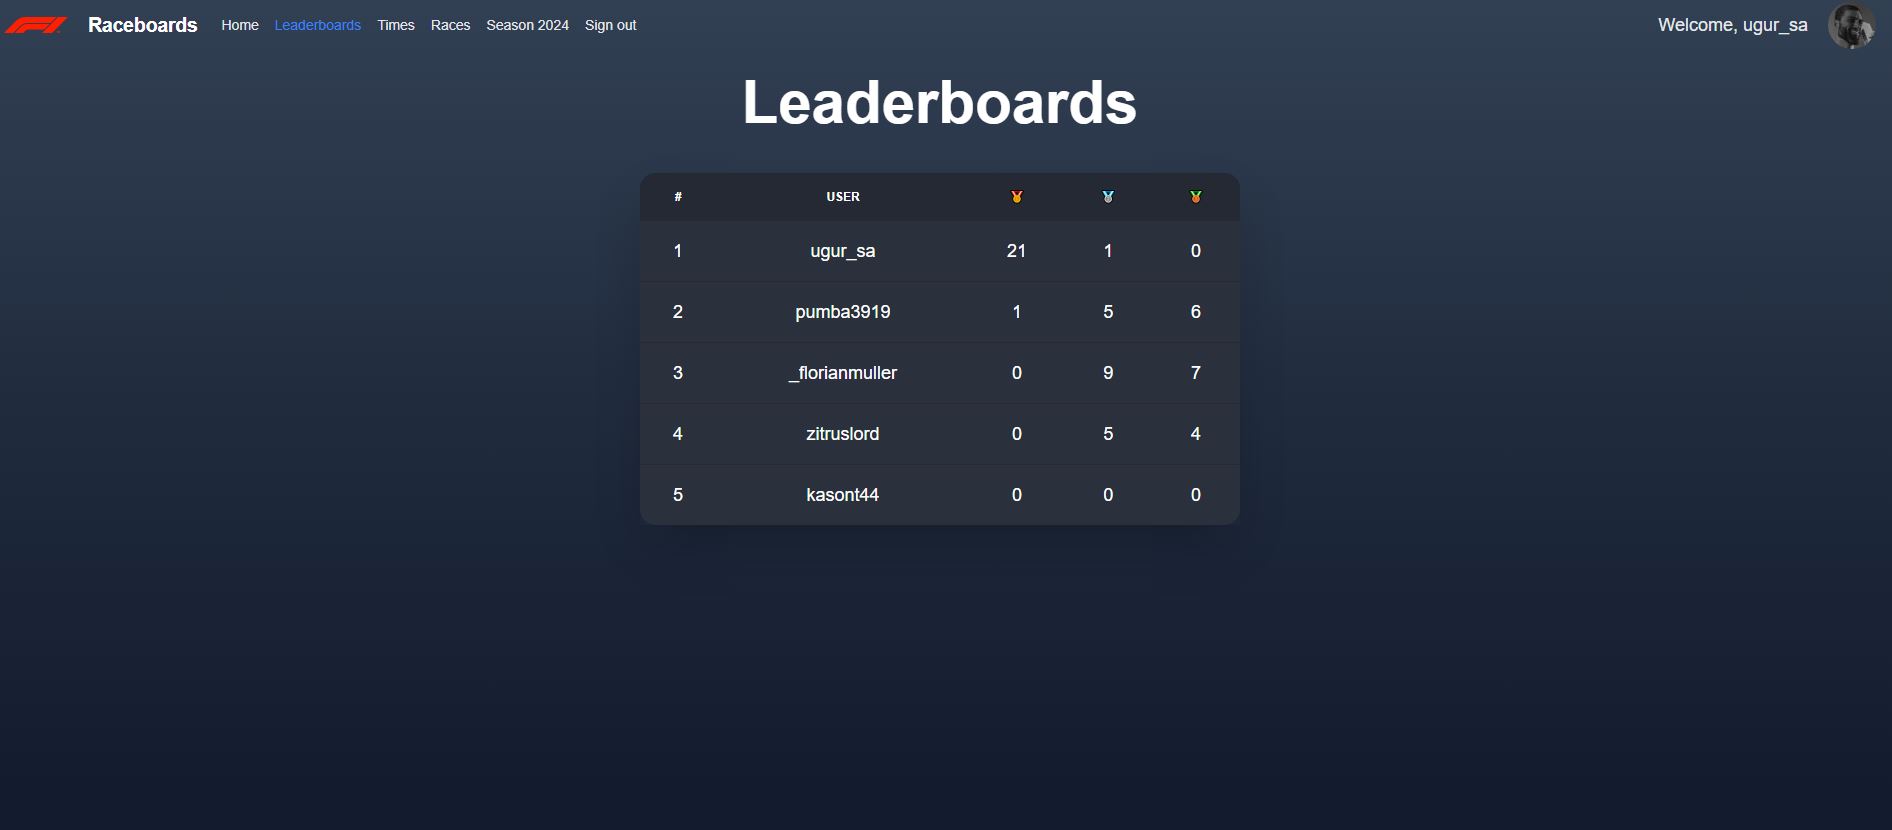 Raceboards Home Leaderboards Times Races Season 2024 Sign out Welcome, ugur_sa
Leaderboards
# USER
1 ugur_sa 21 1 0
2 pumba3919 1 5 6
3 _florianmuller 0 9 7
4 zitruslord 0 5 4
5 kasont44 0 0 0